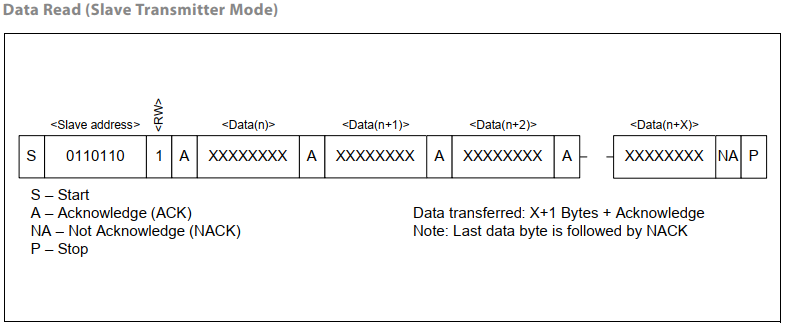 Data Read (Slave Transmitter Mode)
<RW>
<Slave address> <Data(n)> <Data(n+1)> <Data(n+2)> <Data(n+X)>
S 0110110 1 A XXXXXXXX A XXXXXXXX A XXXXXXXX A XXXXXXXX NA P
S – Start
A – Acknowledge (ACK) Data transferred: X+1 Bytes + Acknowledge
NA – Not Acknowledge (NACK) Note: Last data byte is followed by NACK
P – Stop